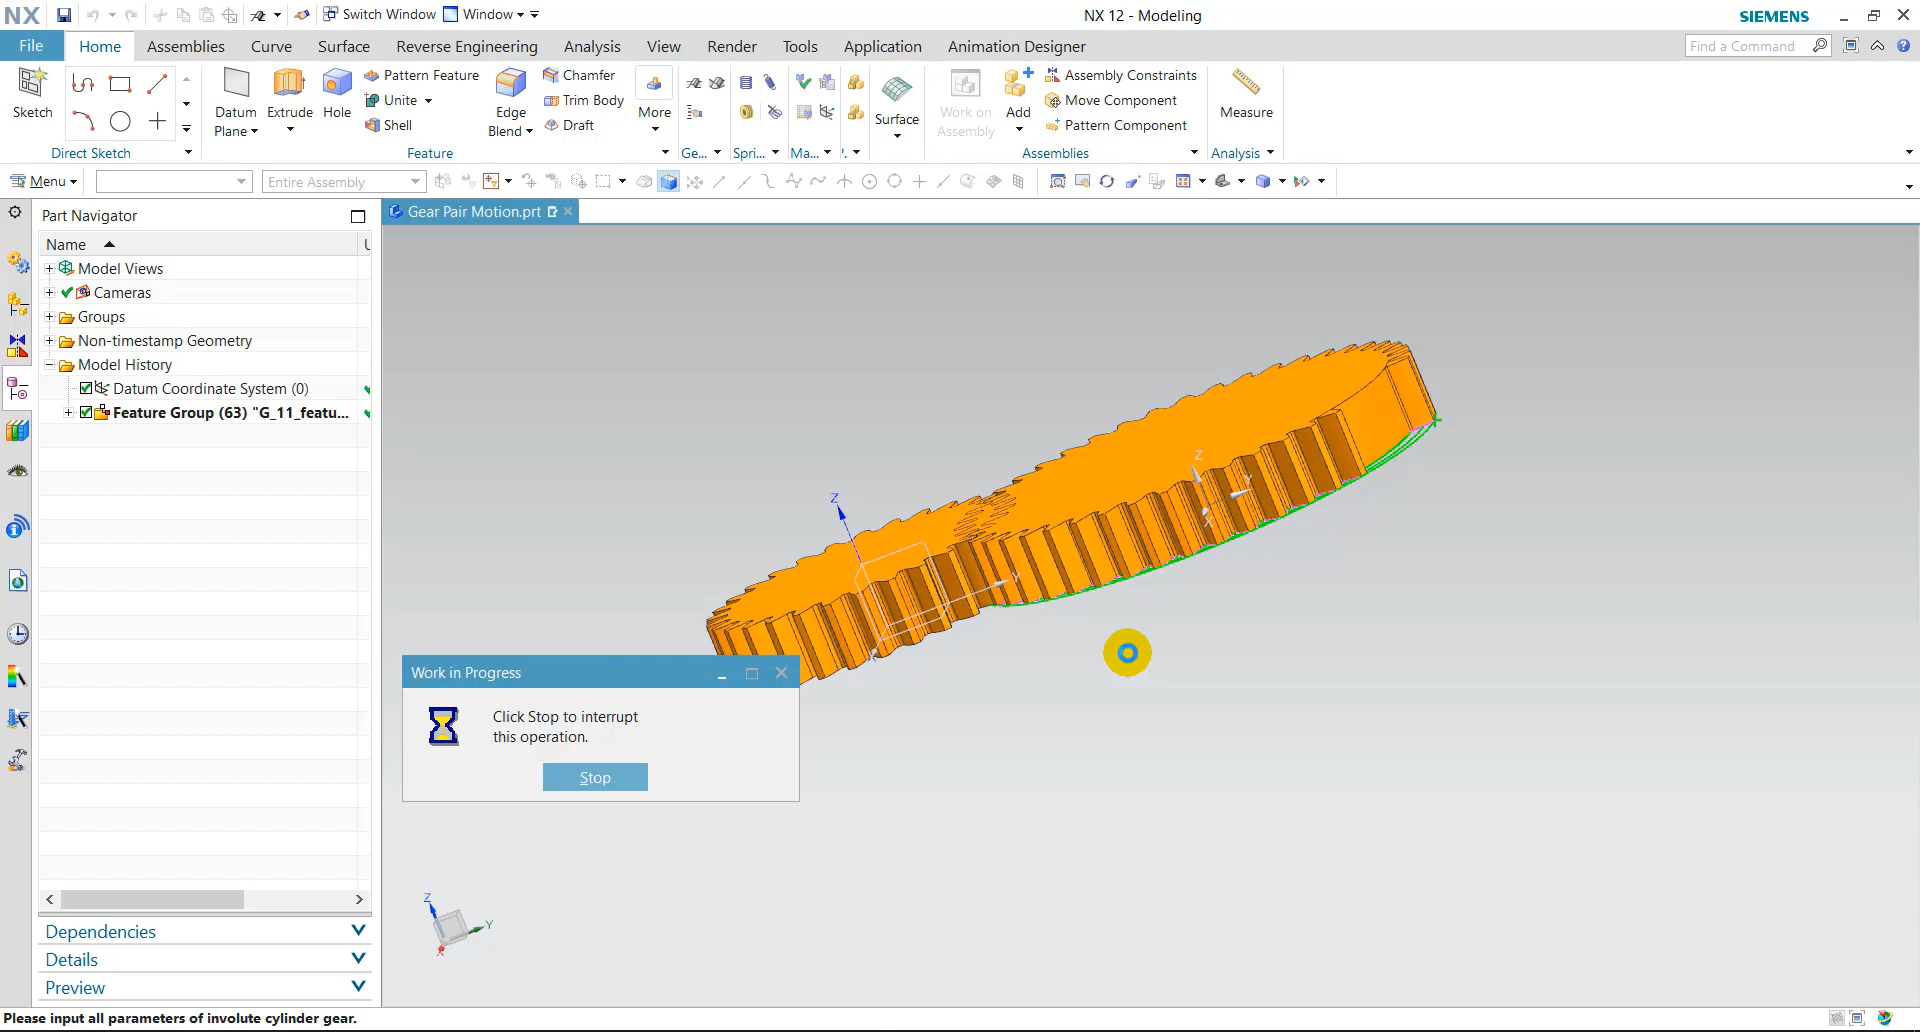 NX Switch Window Window NX 12 - Modeling SIEMENS
File Home Assemblies Curve Surface Reverse Engineering Analysis View Render Tools Application Animation Designer Find a Command
Sketch
Datum Plane
Extrude
Hole
Pattern Feature
Unite
Shell
Edge Blend
Chamfer
Trim Body
Draft
More
Surface
Work on Assembly
Add
Assembly Constraints
Move Component
Pattern Component
Measure
Direct Sketch Feature Ge... Spri... Ma... Assemblies Analysis
Menu Entire Assembly
Part Navigator
Gear Pair Motion.prt
Name
Model Views
Cameras
Groups
Non-timestamp Geometry
Model History
Datum Coordinate System (0)
Feature Group (63) "G_11_featu...
Z
Y
Z
Y
X
Work in Progress
Click Stop to interrupt
this operation.
Stop
Z
Y
X
Dependencies
Details
Preview
Please input all parameters of involute cylinder gear.